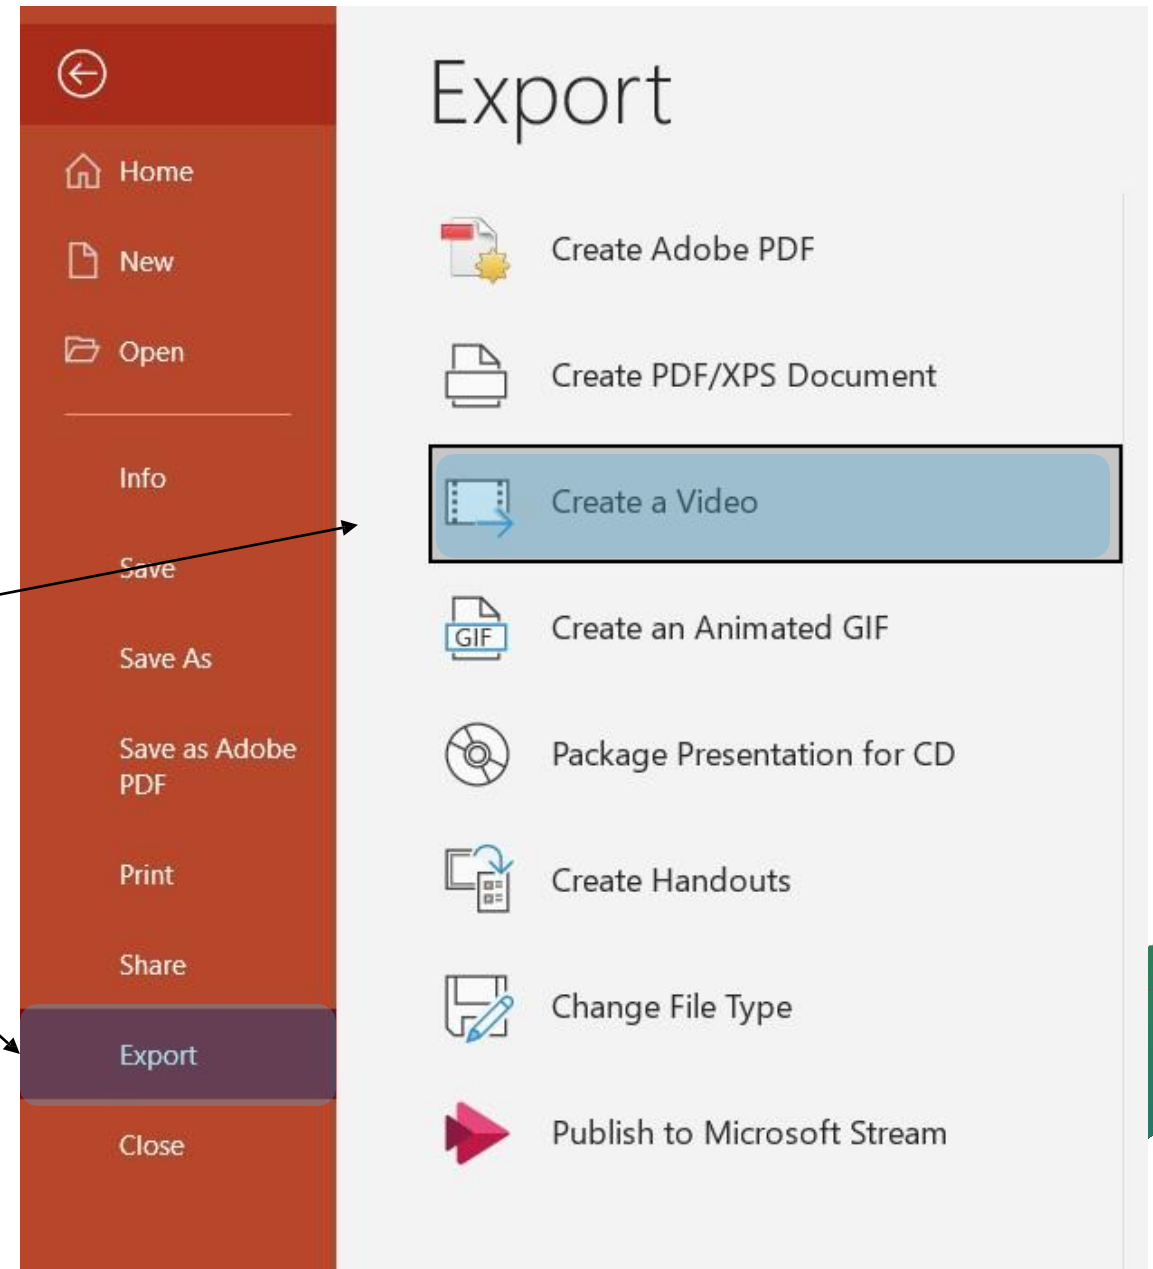 Export
Home
New
Open
Info
Save
Save As
Save as Adobe
PDF
Print
Share
Export
Close
Create Adobe PDF
Create PDF/XPS Document
Create a Video
Create an Animated GIF
GIF
Package Presentation for CD
Create Handouts
Change File Type
Publish to Microsoft Stream